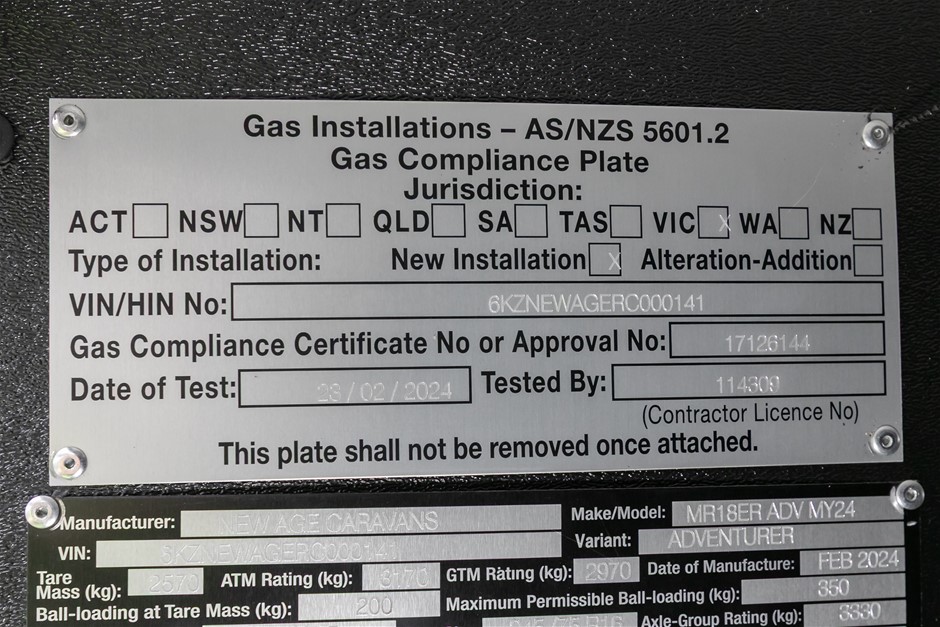 Gas Installations – AS/NZS 5601.2
Gas Compliance Plate
Jurisdiction:
ACT NSW NT QLD SA TAS VIC X WA NZ
Type of Installation: New Installation X Alteration-Addition
VIN/HIN No: 6KZNEWAGERC000141
Gas Compliance Certificate No or Approval No: 17126144
Date of Test: 23/02/2024 Tested By: 114309
(Contractor Licence No)
This plate shall not be removed once attached.
Manufacturer: NEW AGE CARAVANS Make/Model: MR18ER ADV MY24
VIN: 6KZNEWAGERC000141 Variant: ADVENTURER
Tare Mass (kg): 2570 ATM Rating (kg): 3170 GTM Rating (kg): 2970 Date of Manufacture: FEB 2024
Ball-loading at Tare Mass (kg): 200 Maximum Permissible Ball-loading (kg): 350
Axle-Group Rating (kg): 3330